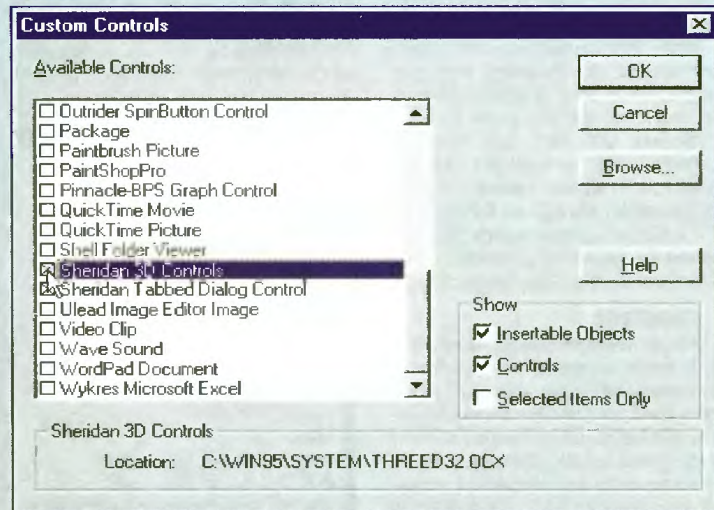 Custom Controls
Available Controls:
OK
Cancel
Browse...
Help
Outrider SpinButton Control
Package
Paintbrush Picture
PaintShopPro
Pinnacle-BPS Graph Control
QuickTime Movie
QuickTime Picture
Shell Folder Viewer
Sheridan 3D Controls
Sheridan Tabbed Dialog Control
Ulead Image Editor Image
Video Clip
Wave Sound
WordPad Document
Wykres Microsoft Excel
Show
Insertable Objects
Controls
Selected Items Only
Sheridan 3D Controls
Location: C:\WIN95\SYSTEM\THREED32.OCX